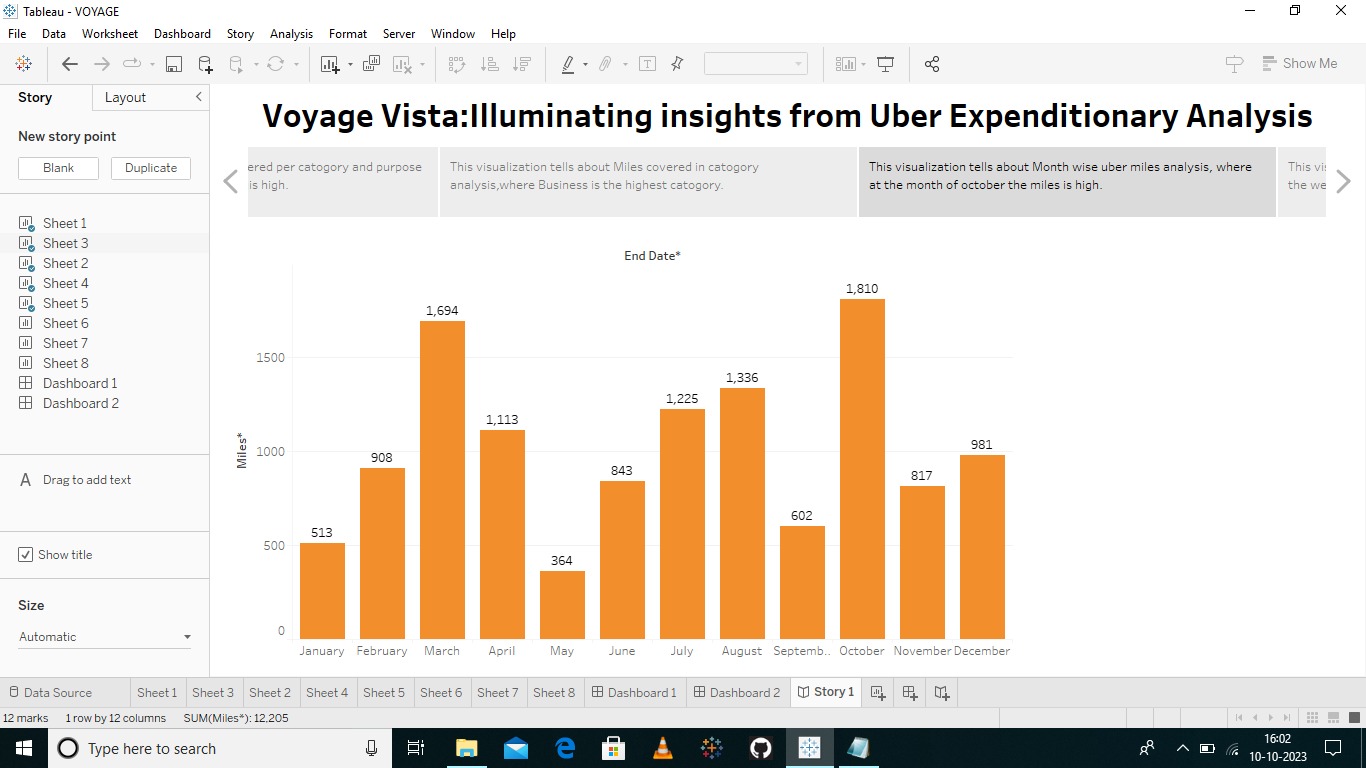 Tableau - VOYAGE
File Data Worksheet Dashboard Story Analysis Format Server Window Help
Show Me
Story Layout
New story point
Blank Duplicate
Sheet 1
Sheet 3
Sheet 2
Sheet 4
Sheet 5
Sheet 6
Sheet 7
Sheet 8
Dashboard 1
Dashboard 2
A Drag to add text
Show title
Size
Automatic
Voyage Vista:Illuminating insights from Uber Expenditionary Analysis
ered per catogory and purpose
is high.
This visualization tells about Miles covered in catogory
analysis,where Business is the highest catogory.
This visualization tells about Month wise uber miles analysis, where
at the month of october the miles is high.
This vis
the we
End Date*
Miles*
1500
1000
500
0
513
908
1,694
1,113
364
843
1,225
1,336
602
1,810
817
981
January February March April May June July August Septemb.. October November December
Data Source Sheet 1 Sheet 3 Sheet 2 Sheet 4 Sheet 5 Sheet 6 Sheet 7 Sheet 8 Dashboard 1 Dashboard 2 Story 1
12 marks 1 row by 12 columns SUM(Miles*): 12,205
Type here to search
16:02
10-10-2023